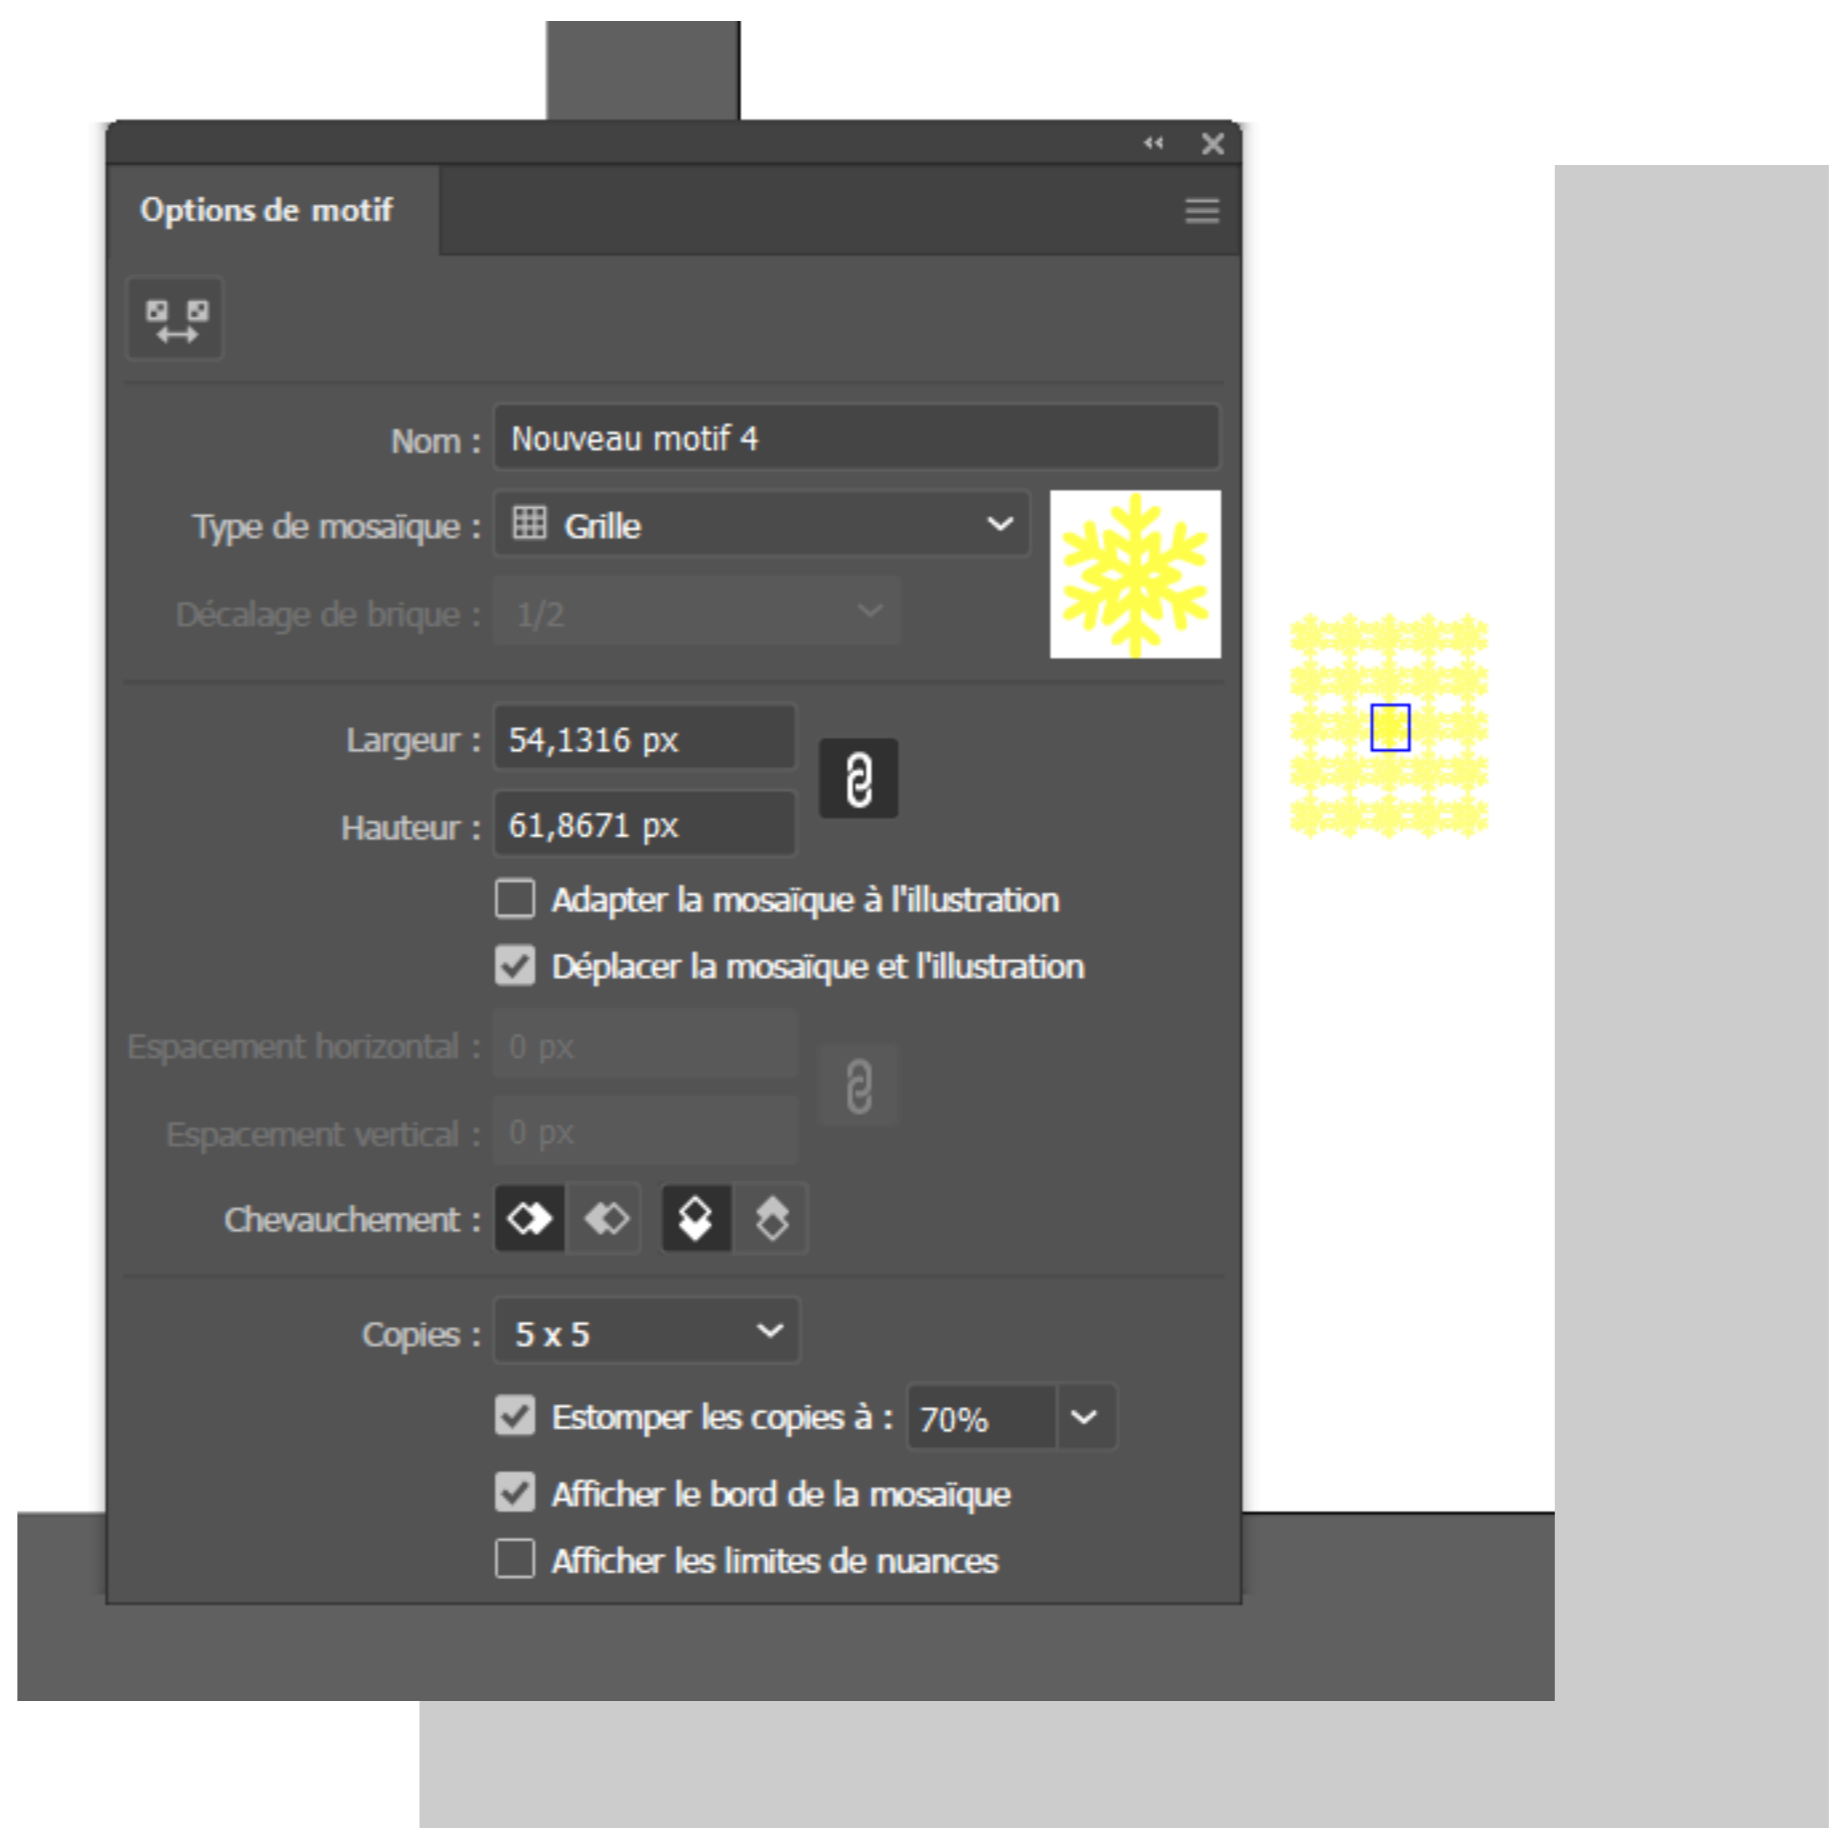 Options de motif
Nom : Nouveau motif 4
Type de mosaïque : Grille
Décalage de brique : 1/2
Largeur : 54,1316 px
Hauteur : 61,8671 px
Adapter la mosaïque à l'illustration
Déplacer la mosaïque et l'illustration
Espacement horizontal : 0 px
Espacement vertical : 0 px
Chevauchement :
Copies : 5 x 5
Estomper les copies à : 70%
Afficher le bord de la mosaïque
Afficher les limites de nuances